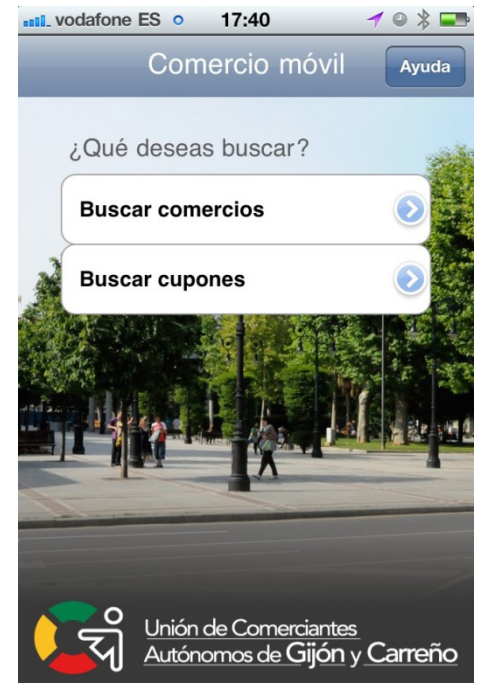 vodafone ES 17:40
Comercio móvil
Ayuda
¿Qué deseas buscar?
Buscar comercios
Buscar cupones
Unión de Comerciantes
Autónomos de Gijón y Carreño